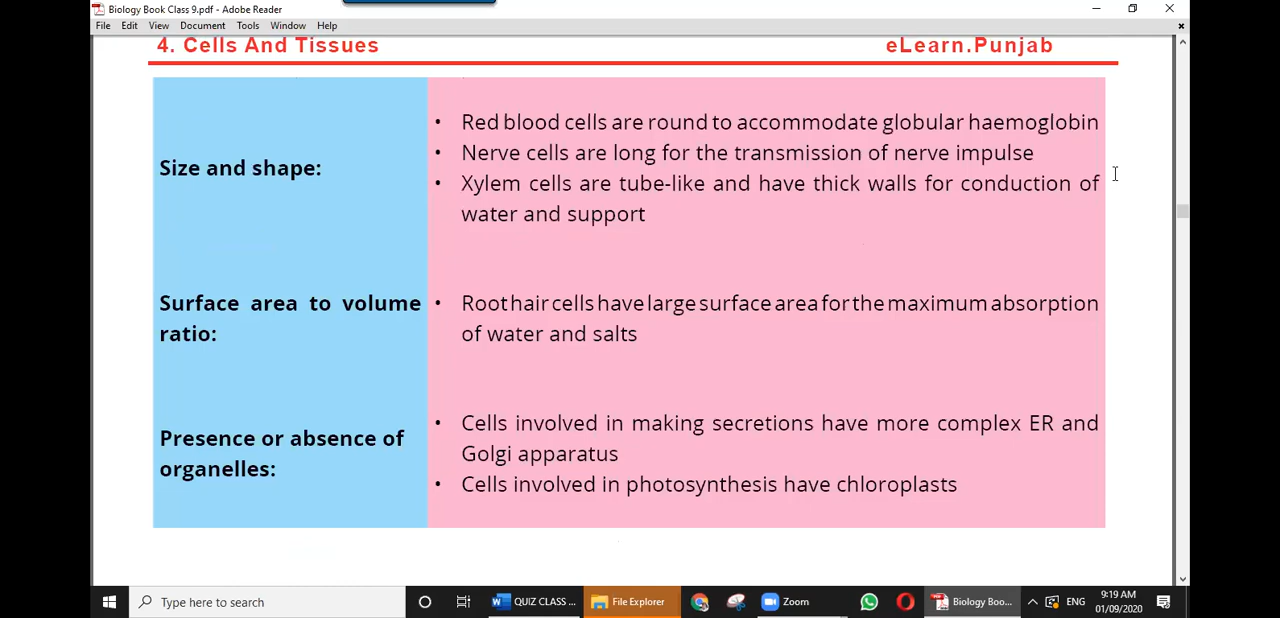 Biology Book Class 9.pdf - Adobe Reader
File Edit View Document Tools Window Help
4. Cells And Tissues eLearn.Punjab
Size and shape:
• Red blood cells are round to accommodate globular haemoglobin
• Nerve cells are long for the transmission of nerve impulse
• Xylem cells are tube-like and have thick walls for conduction of
water and support
Surface area to volume
ratio:
• Root hair cells have large surface area for the maximum absorption
of water and salts
Presence or absence of
organelles:
• Cells involved in making secretions have more complex ER and
Golgi apparatus
• Cells involved in photosynthesis have chloroplasts
Type here to search
QUIZ CLASS ...
File Explorer
Zoom
Biology Boo...
ENG
9:19 AM
01/09/2020